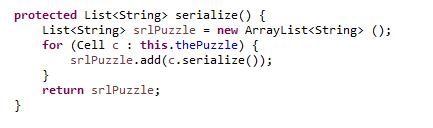 protected List<String> serialize() {
    List<String> srlPuzzle = new ArrayList<String> ();
    for (Cell c : this.thePuzzle) {
        srlPuzzle.add(c.serialize());
    }
    return srlPuzzle;
}